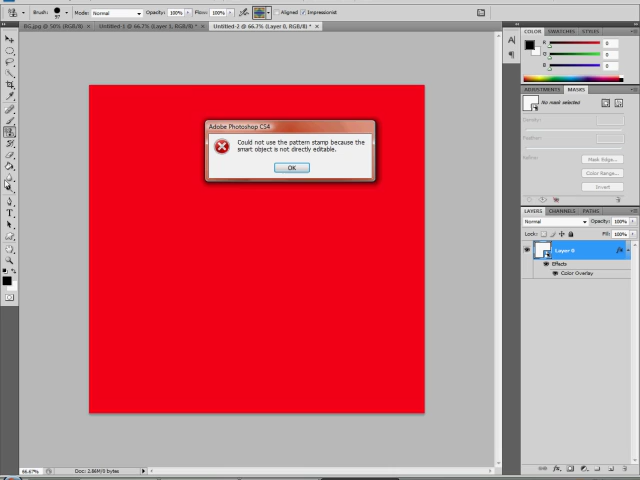 Brush: 97 Mode: Normal Opacity: 100% Flow: 100% Aligned Impressionist
BG.jpg @ 50% (RGB/8) Untitled-1 @ 66.7% (RGB/8) * Untitled-2 @ 66.7% (RGB/8) *
COLOR SWATCHES STYLES
R 0
G 0
B 0
ADJUSTMENTS MASKS
No mask selected
Density:
Feather:
Refine: Mask Edge...
Color Range...
Invert
LAYERS CHANNELS PATHS
Normal Opacity: 100%
Lock: Fill: 100%
Layer 0 fx
Effects
Color Overlay
Adobe Photoshop CS4
Could not use the pattern stamp because the
smart object is not directly editable.
OK
66.67% Doc: 2.86M/0 bytes